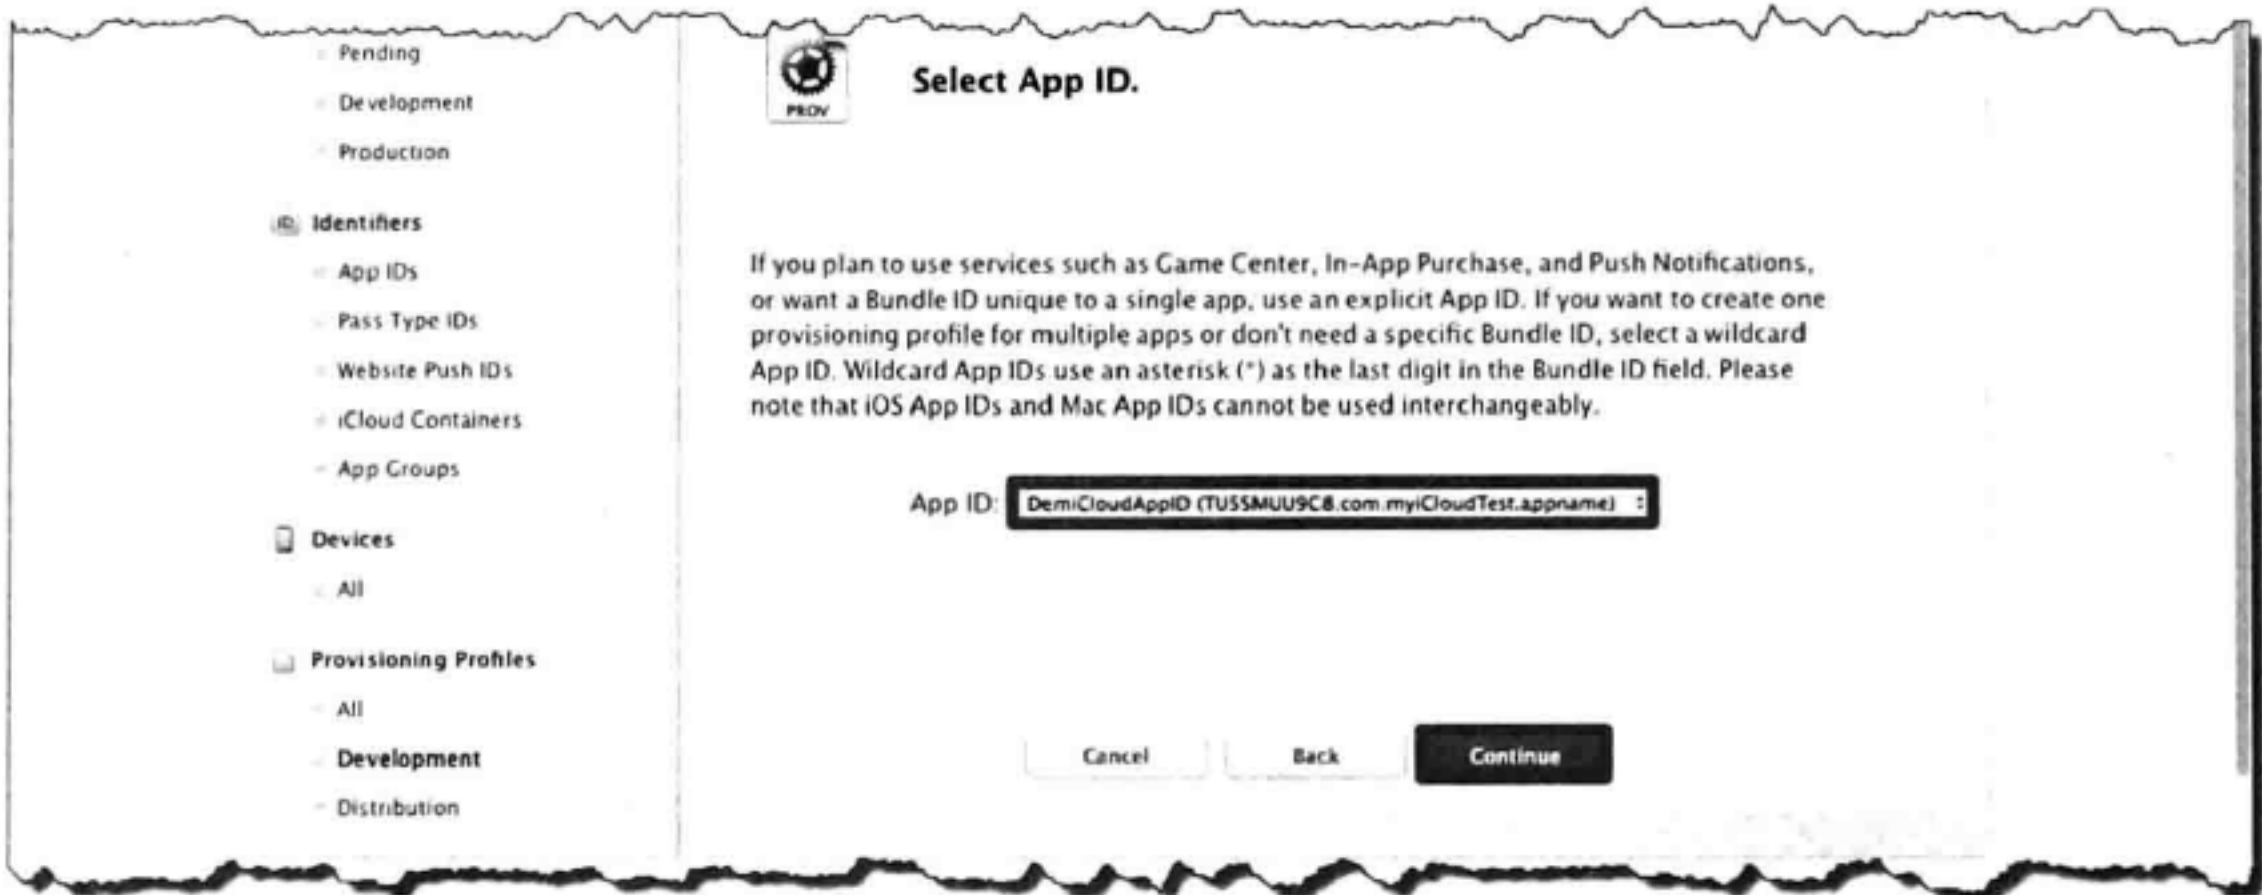 Pending
Development
Production
Identifiers
App IDs
Pass Type IDs
Website Push IDs
iCloud Containers
App Groups
Devices
All
Provisioning Profiles
All
Development
Distribution
PROV
Select App ID.
If you plan to use services such as Game Center, In-App Purchase, and Push Notifications,
or want a Bundle ID unique to a single app, use an explicit App ID. If you want to create one
provisioning profile for multiple apps or don't need a specific Bundle ID, select a wildcard
App ID. Wildcard App IDs use an asterisk (*) as the last digit in the Bundle ID field. Please
note that iOS App IDs and Mac App IDs cannot be used interchangeably.
App ID: DemiCloudAppID (TU5SMUU9C8.com.myiCloudTest.appname)
Cancel Back Continue